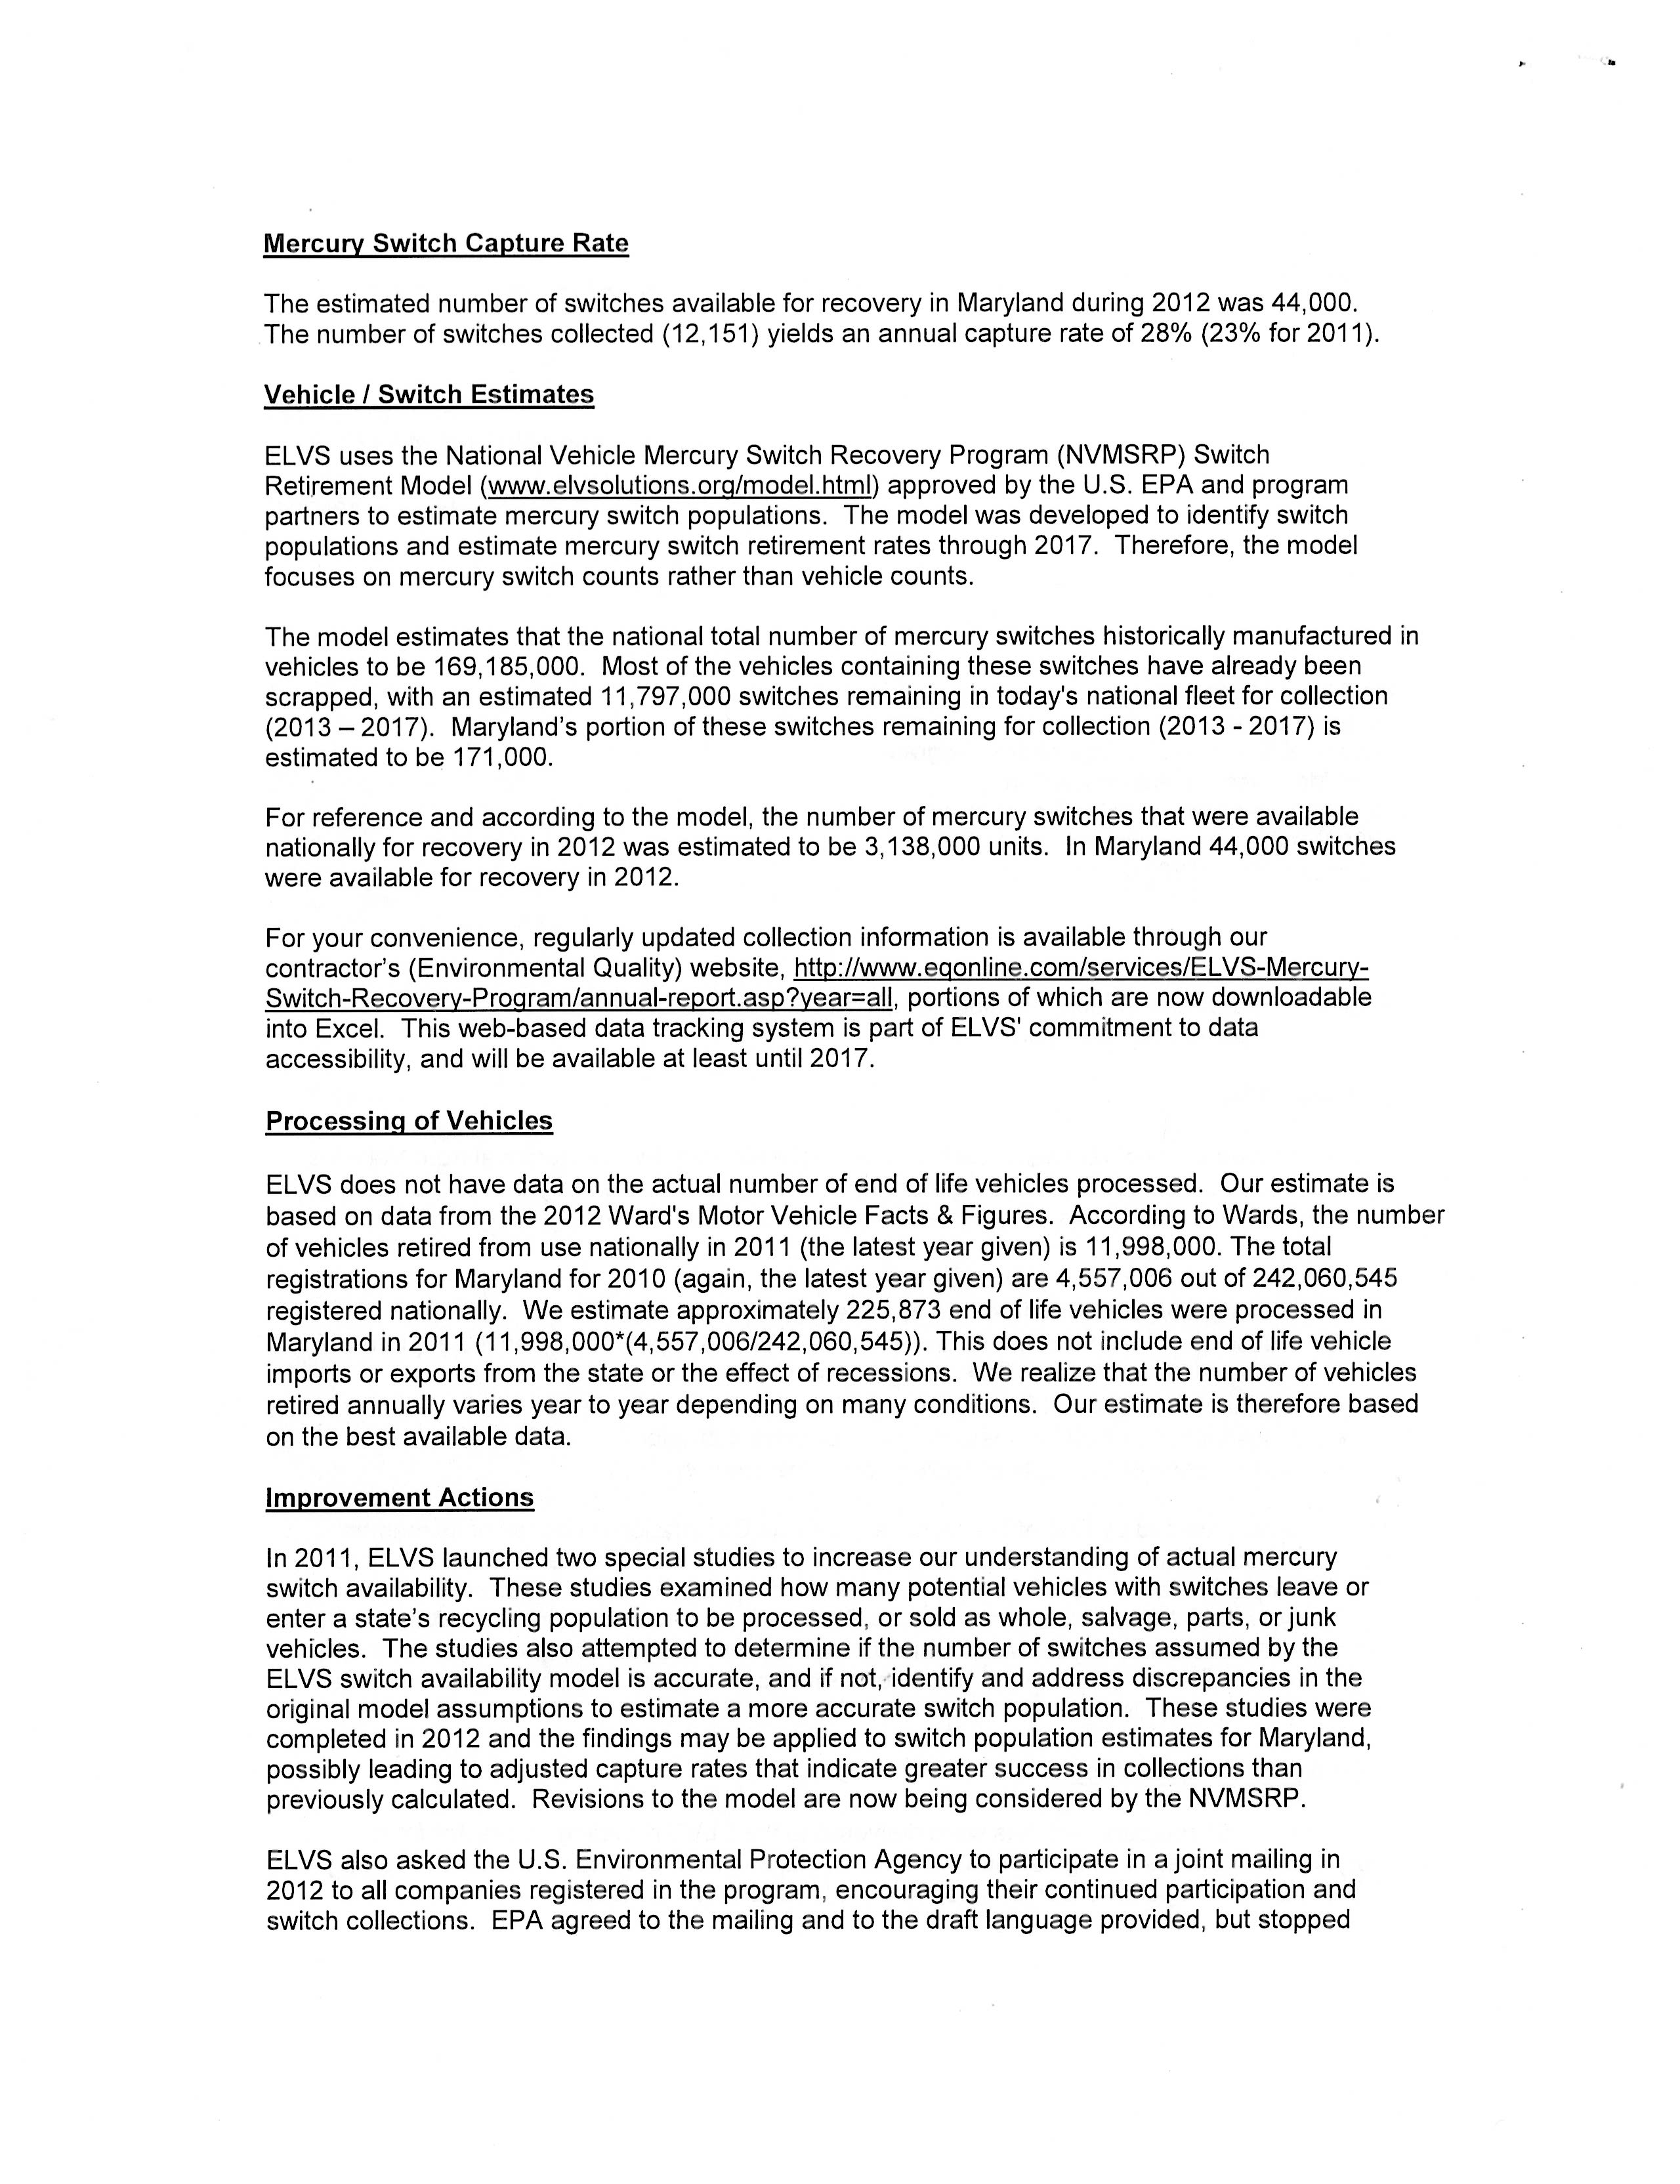 Mercury Switch Capture Rate
The estimated number of switches available for recovery in Maryland during 2012 was 44,000.
The number of switches collected (12,151) yields an annual capture rate of 28% (23% for 2011).
Vehicle / Switch Estimates
ELVS uses the National Vehicle Mercury Switch Recovery Program (NVMSRP) Switch
Retirement Model (www.elvsolutions.org/model.html) approved by the U.S. EPA and program
partners to estimate mercury switch populations.  The model was developed to identify switch
populations and estimate mercury switch retirement rates through 2017.  Therefore, the model
focuses on mercury switch counts rather than vehicle counts.
The model estimates that the national total number of mercury switches historically manufactured in
vehicles to be 169,185,000.  Most of the vehicles containing these switches have already been
scrapped, with an estimated 11,797,000 switches remaining in today's national fleet for collection
(2013 – 2017).  Maryland's portion of these switches remaining for collection (2013 - 2017) is
estimated to be 171,000.
For reference and according to the model, the number of mercury switches that were available
nationally for recovery in 2012 was estimated to be 3,138,000 units.  In Maryland 44,000 switches
were available for recovery in 2012.
For your convenience, regularly updated collection information is available through our
contractor's (Environmental Quality) website, http://www.eqonline.com/services/ELVS-Mercury-
Switch-Recovery-Program/annual-report.asp?year=all, portions of which are now downloadable
into Excel.  This web-based data tracking system is part of ELVS' commitment to data
accessibility, and will be available at least until 2017.
Processing of Vehicles
ELVS does not have data on the actual number of end of life vehicles processed.  Our estimate is
based on data from the 2012 Ward's Motor Vehicle Facts & Figures.  According to Wards, the number
of vehicles retired from use nationally in 2011 (the latest year given) is 11,998,000. The total
registrations for Maryland for 2010 (again, the latest year given) are 4,557,006 out of 242,060,545
registered nationally.  We estimate approximately 225,873 end of life vehicles were processed in
Maryland in 2011 (11,998,000*(4,557,006/242,060,545)). This does not include end of life vehicle
imports or exports from the state or the effect of recessions.  We realize that the number of vehicles
retired annually varies year to year depending on many conditions.  Our estimate is therefore based
on the best available data.
Improvement Actions
In 2011, ELVS launched two special studies to increase our understanding of actual mercury
switch availability.  These studies examined how many potential vehicles with switches leave or
enter a state's recycling population to be processed, or sold as whole, salvage, parts, or junk
vehicles.  The studies also attempted to determine if the number of switches assumed by the
ELVS switch availability model is accurate, and if not, identify and address discrepancies in the
original model assumptions to estimate a more accurate switch population.  These studies were
completed in 2012 and the findings may be applied to switch population estimates for Maryland,
possibly leading to adjusted capture rates that indicate greater success in collections than
previously calculated.  Revisions to the model are now being considered by the NVMSRP.
ELVS also asked the U.S. Environmental Protection Agency to participate in a joint mailing in
2012 to all companies registered in the program, encouraging their continued participation and
switch collections.  EPA agreed to the mailing and to the draft language provided, but stopped